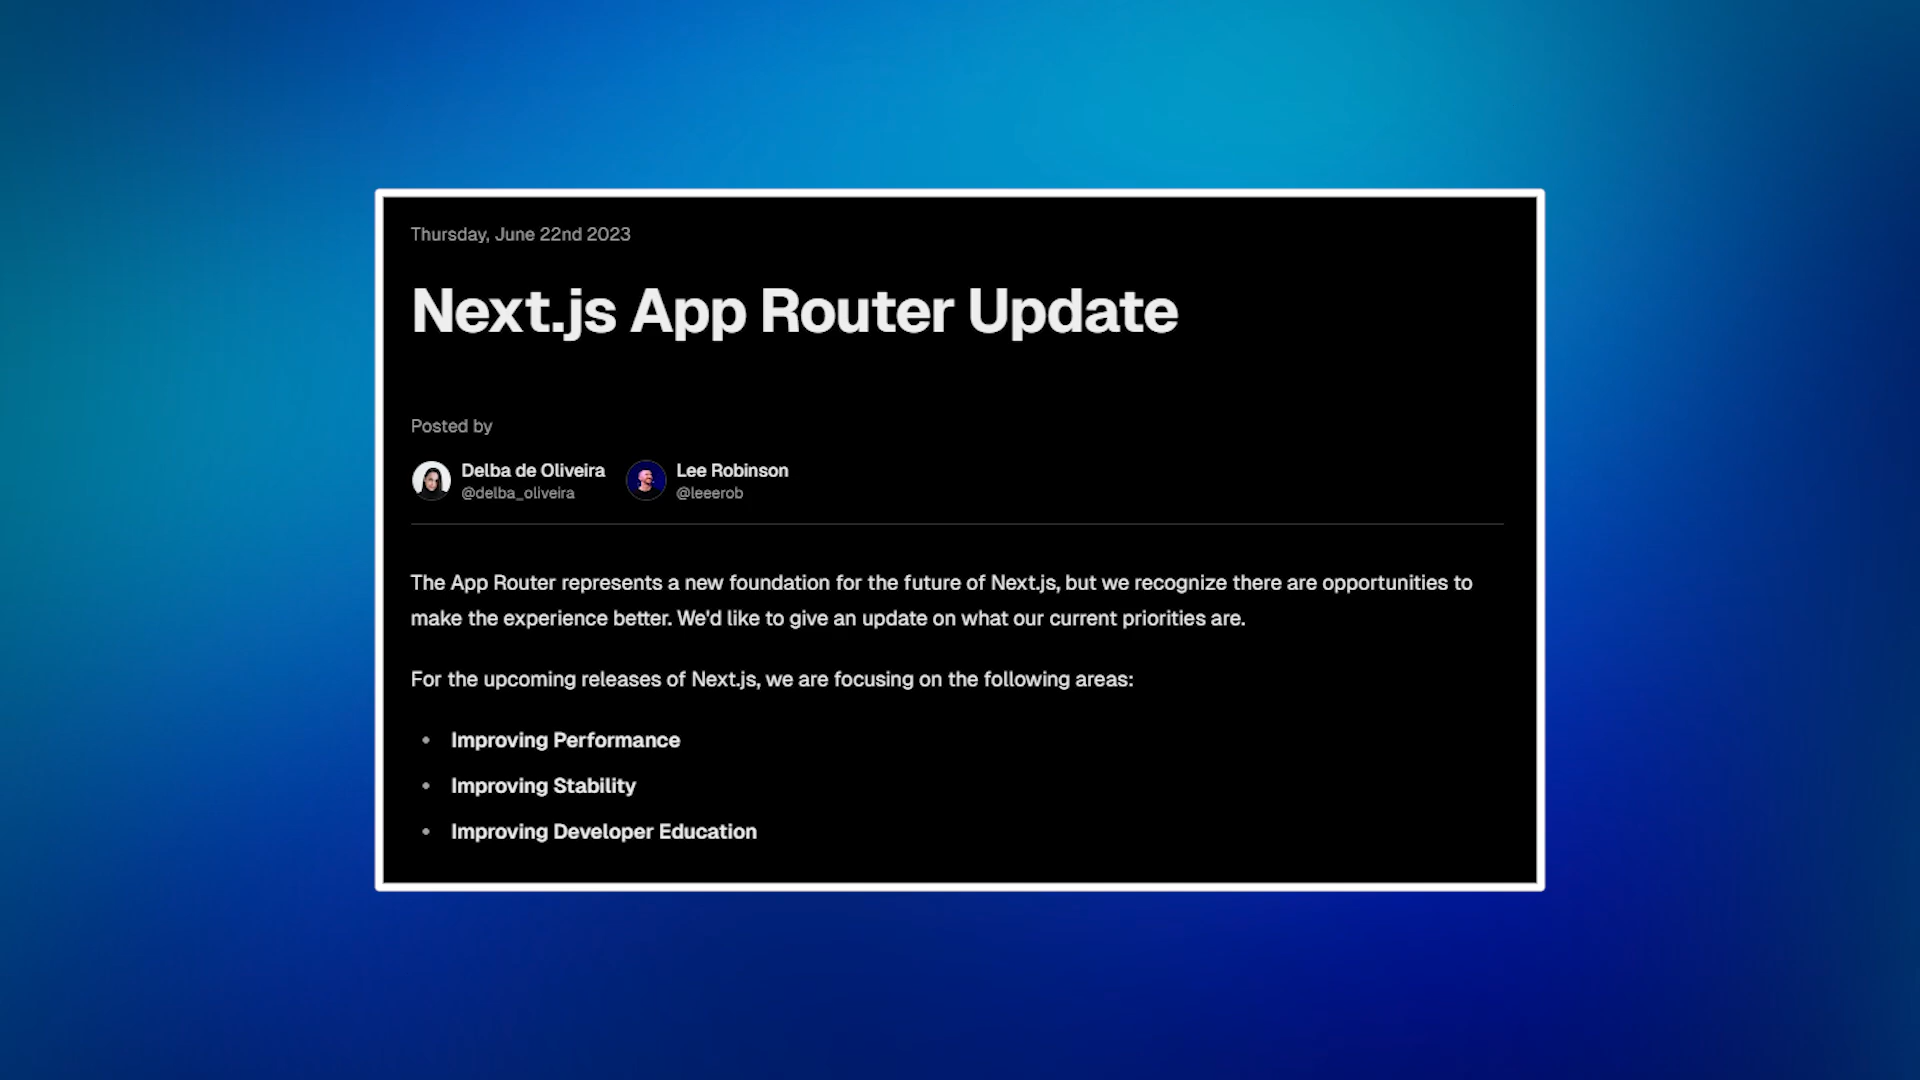 Thursday, June 22nd 2023
Next.js App Router Update
Posted by
Delba de Oliveira
@delba_oliveira
Lee Robinson
@leeerob
The App Router represents a new foundation for the future of Next.js, but we recognize there are opportunities to
make the experience better. We'd like to give an update on what our current priorities are.
For the upcoming releases of Next.js, we are focusing on the following areas:
• Improving Performance
• Improving Stability
• Improving Developer Education